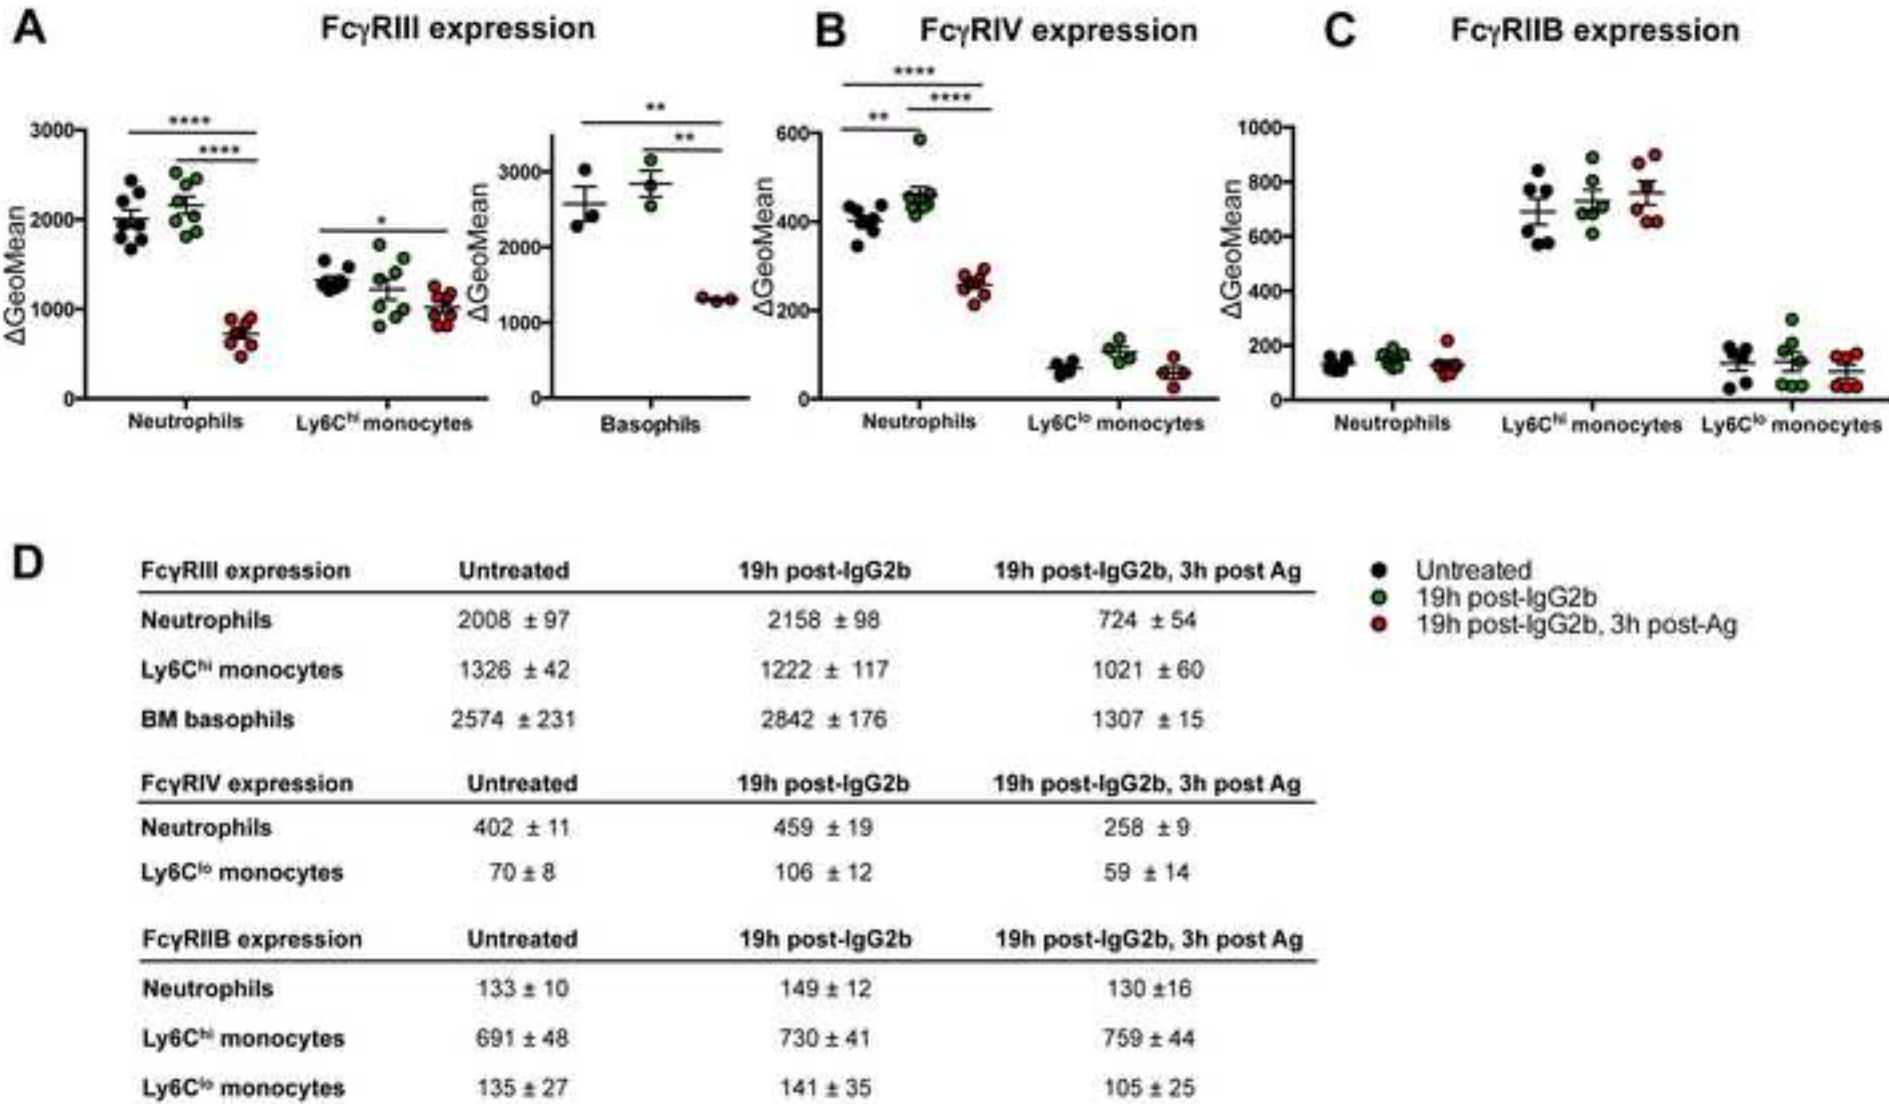 A FcγRIII expression
B FcγRIV expression
C FcγRIIB expression
ΔGeoMean
3000
2000
1000
0
****
****
*
Neutrophils
Ly6Chi monocytes
ΔGeoMean
3000
2000
1000
0
**
**
Basophils
ΔGeoMean
600
400
200
0
****
****
**
Neutrophils
Ly6Clo monocytes
ΔGeoMean
1000
800
600
400
200
0
Neutrophils
Ly6Chi monocytes
Ly6Clo monocytes
D
FcγRIII expression Untreated 19h post-IgG2b 19h post-IgG2b, 3h post Ag
Neutrophils 2008 ± 97 2158 ± 98 724 ± 54
Ly6Chi monocytes 1326 ± 42 1222 ± 117 1021 ± 60
BM basophils 2574 ± 231 2842 ± 176 1307 ± 15
FcγRIV expression Untreated 19h post-IgG2b 19h post-IgG2b, 3h post Ag
Neutrophils 402 ± 11 459 ± 19 258 ± 9
Ly6Clo monocytes 70 ± 8 106 ± 12 59 ± 14
FcγRIIB expression Untreated 19h post-IgG2b 19h post-IgG2b, 3h post Ag
Neutrophils 133 ± 10 149 ± 12 130 ±16
Ly6Chi monocytes 691 ± 48 730 ± 41 759 ± 44
Ly6Clo monocytes 135 ± 27 141 ± 35 105 ± 25
Untreated
19h post-IgG2b
19h post-IgG2b, 3h post-Ag